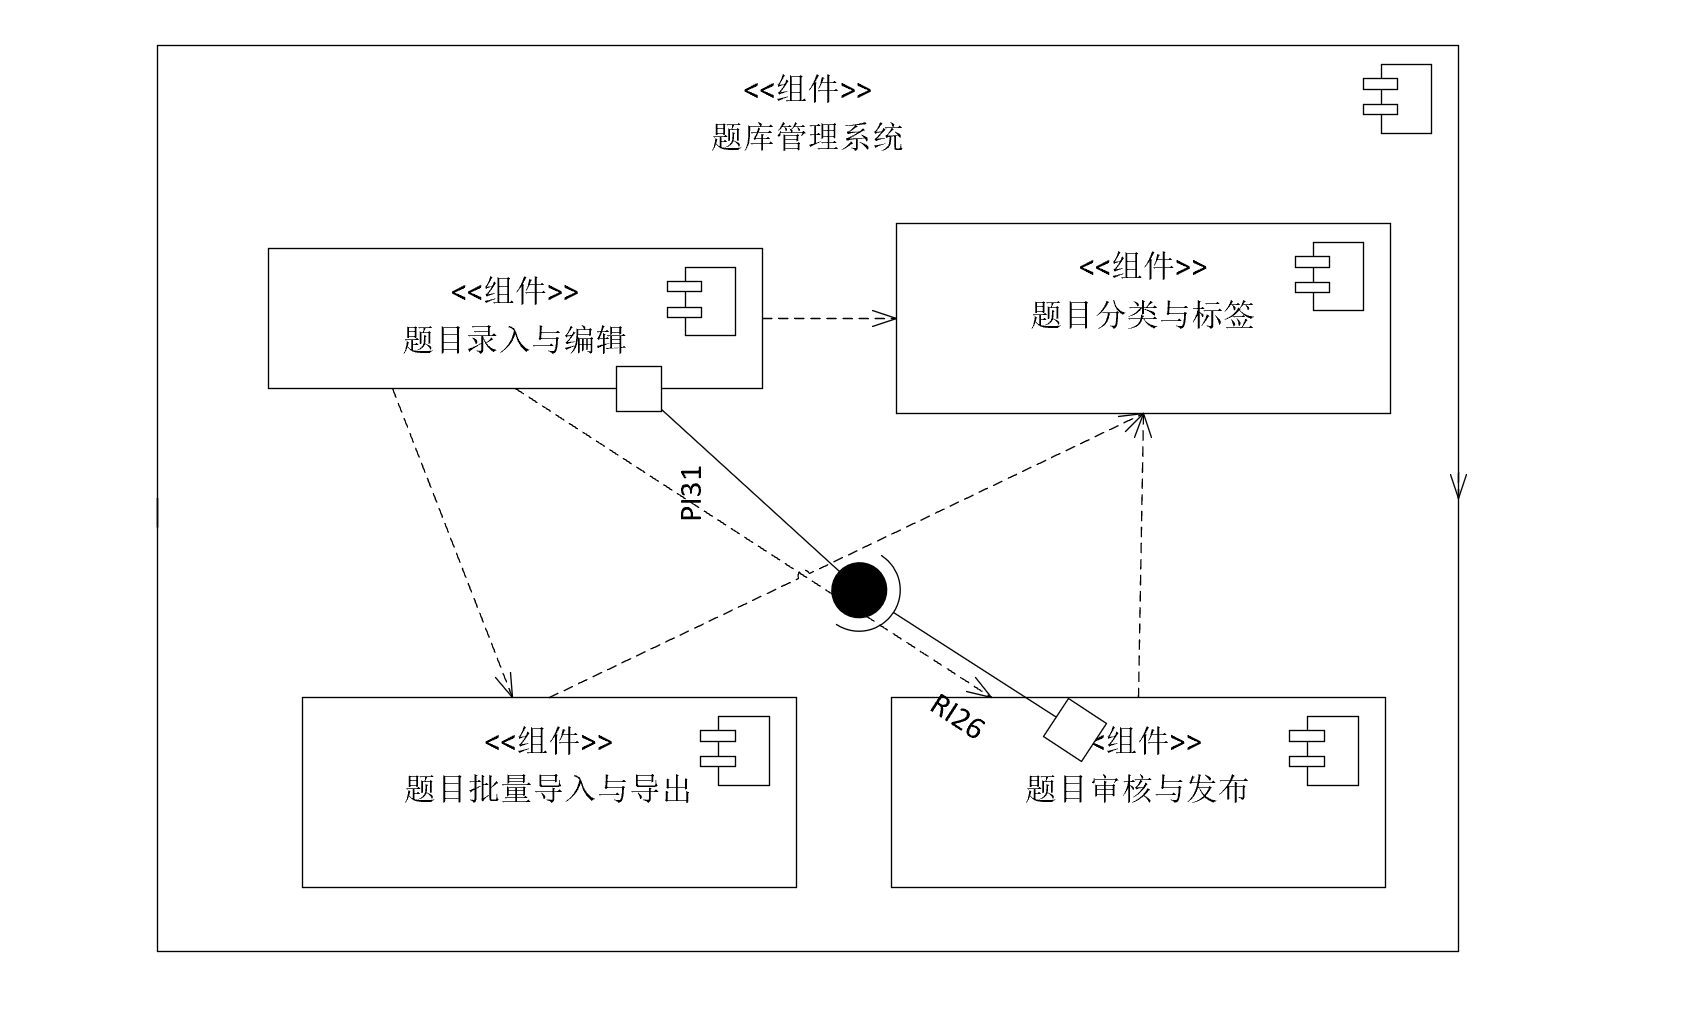 <<组件>>
题库管理系统
<<组件>>
题目录入与编辑
<<组件>>
题目分类与标签
PI31
RI26
<<组件>>
题目批量导入与导出
<组件>>
题目审核与发布